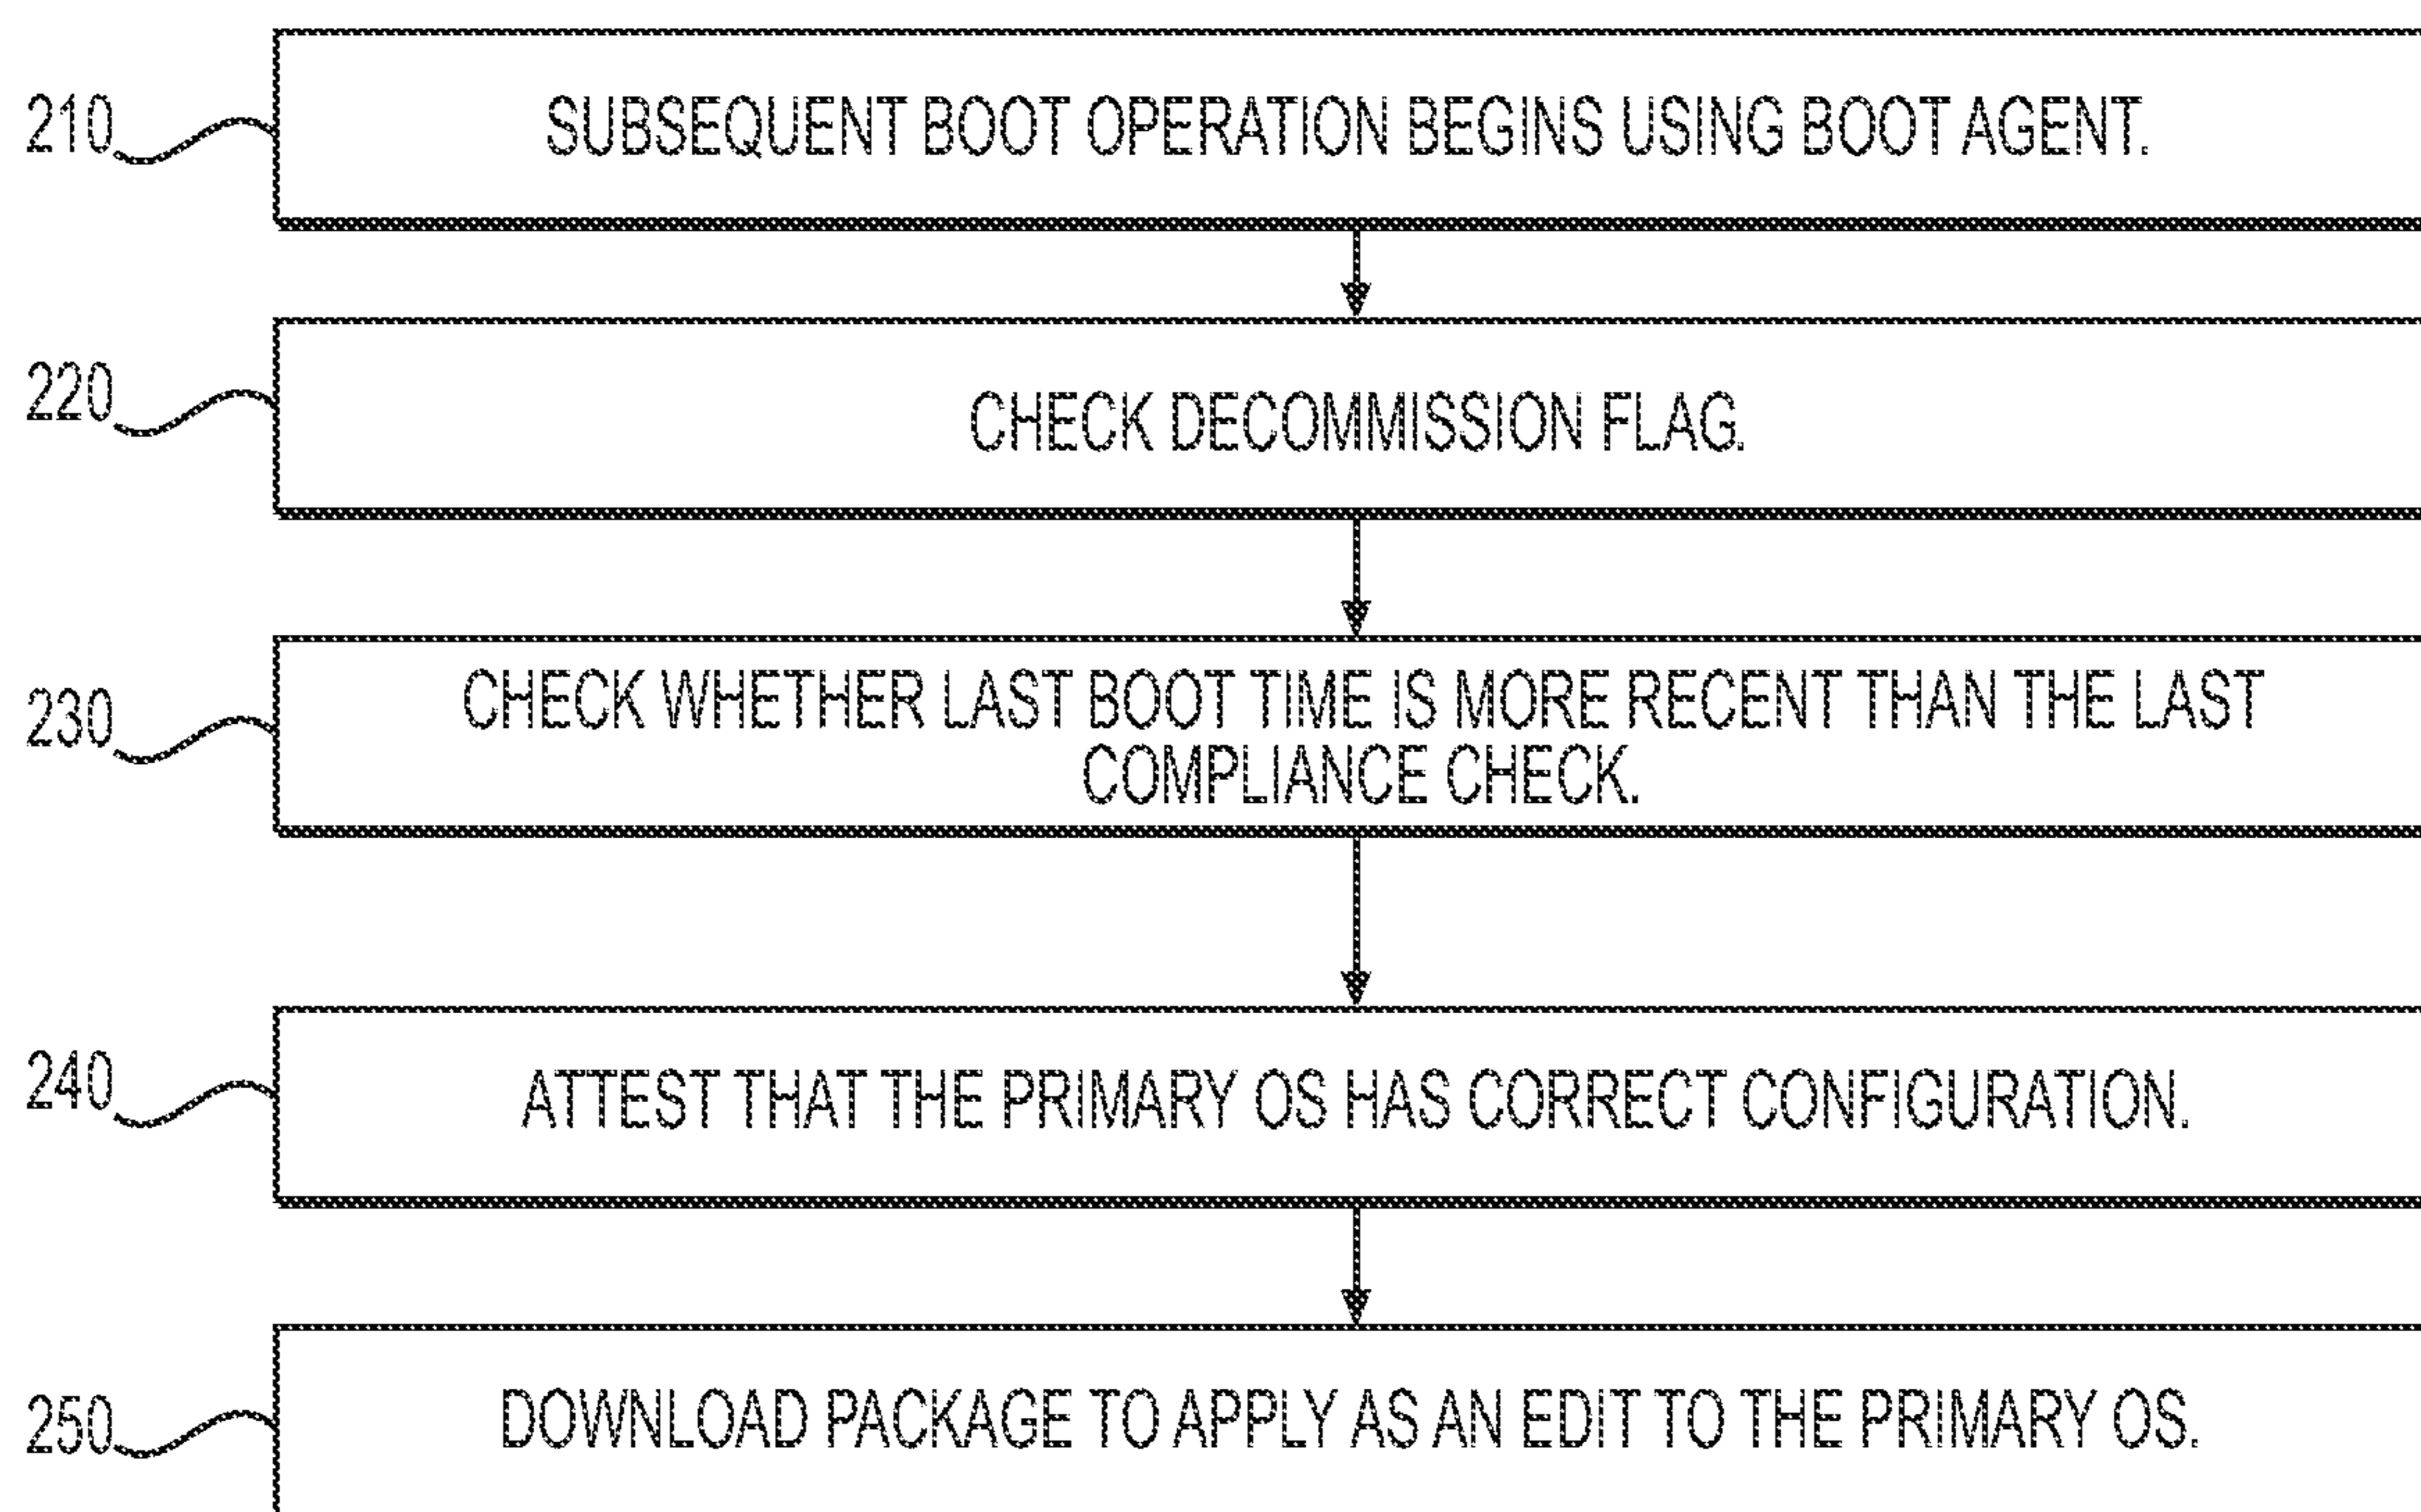 210
SUBSEQUENT BOOT OPERATION BEGINS USING BOOT AGENT.
220
CHECK DECOMMISSION FLAG.
230
CHECK WHETHER LAST BOOT TIME IS MORE RECENT THAN THE LAST
COMPLIANCE CHECK.
240
ATTEST THAT THE PRIMARY OS HAS CORRECT CONFIGURATION.
250
DOWNLOAD PACKAGE TO APPLY AS AN EDIT TO THE PRIMARY OS.